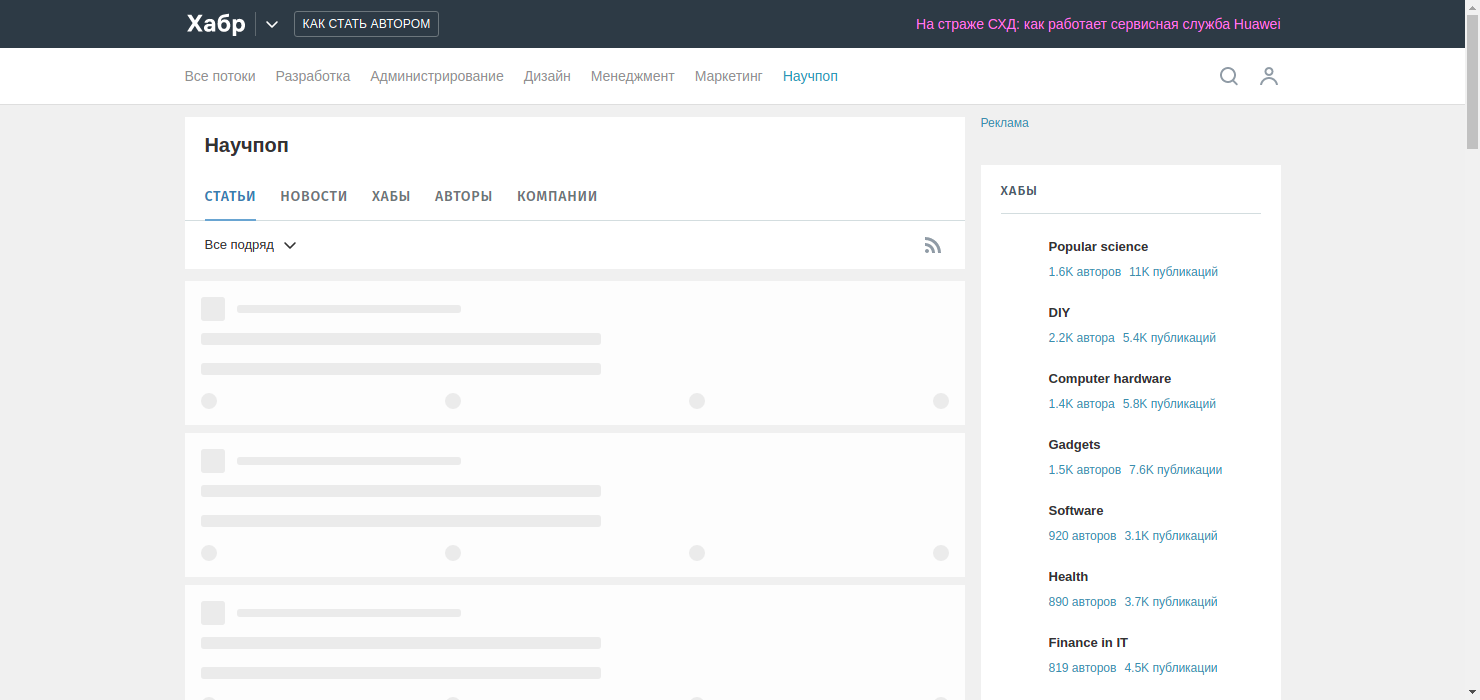 Хабр
КАК СТАТЬ АВТОРОМ
На страже СХД: как работает сервисная служба Huawei
Все потоки Разработка Администрирование Дизайн Менеджмент Маркетинг Научпоп
Научпоп
СТАТЬИ НОВОСТИ ХАБЫ АВТОРЫ КОМПАНИИ
Все подряд
Реклама
ХАБЫ
Popular science
1.6K авторов 11K публикаций
DIY
2.2K автора 5.4K публикаций
Computer hardware
1.4K автора 5.8K публикаций
Gadgets
1.5K авторов 7.6K публикации
Software
920 авторов 3.1K публикаций
Health
890 авторов 3.7K публикаций
Finance in IT
819 авторов 4.5K публикации